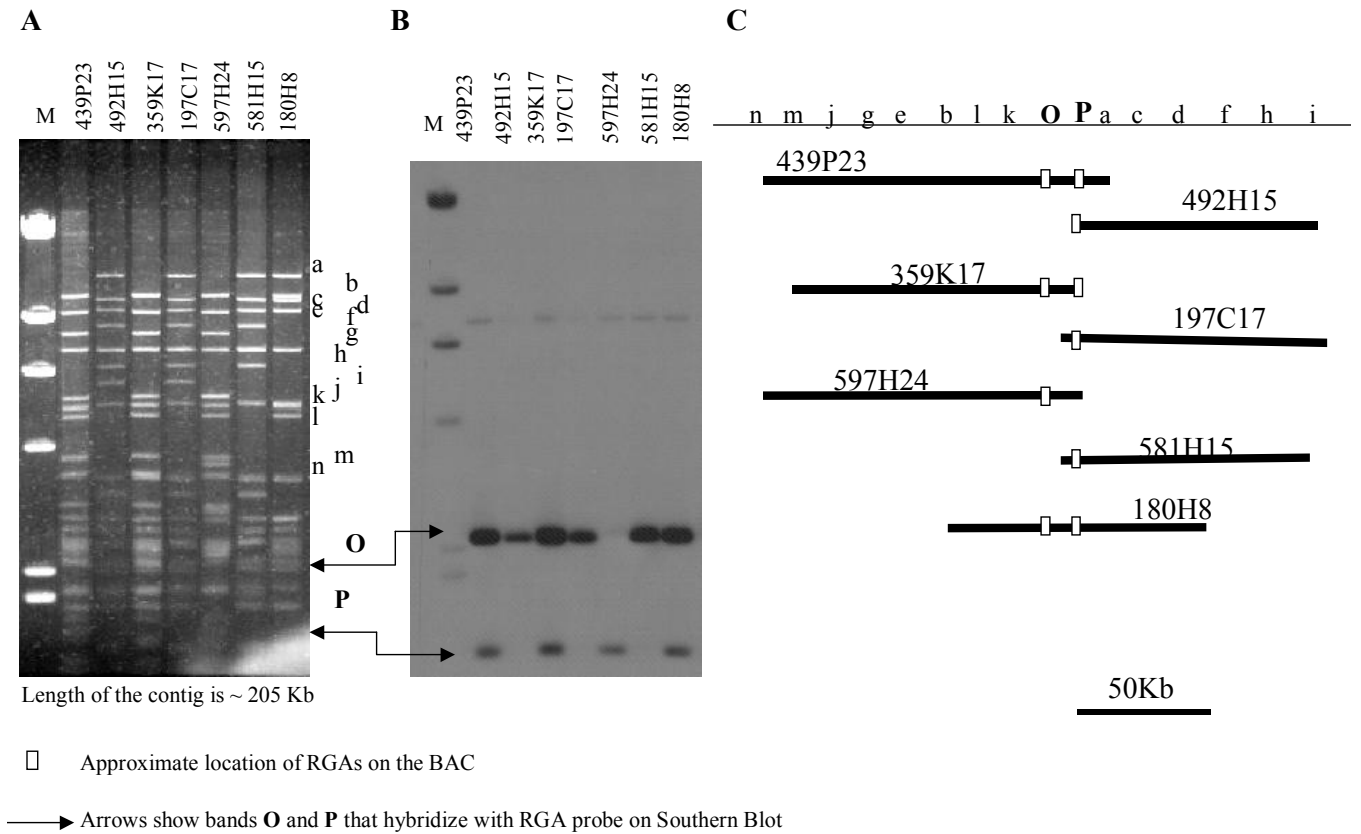 A
B
C
M
439P23
492H15
359K17
197C17
597H24
581H15
180H8
M
439P23
492H15
359K17
197C17
597H24
581H15
180H8
n m j g e b l k O P a c d f h i
439P23
492H15
359K17
197C17
597H24
581H15
180H8
50Kb
a
b
c
d
e
f
g
h
i
j
k
l
m
n
O
P
Length of the contig is ~ 205 Kb
Approximate location of RGAs on the BAC
Arrows show bands O and P that hybridize with RGA probe on Southern Blot